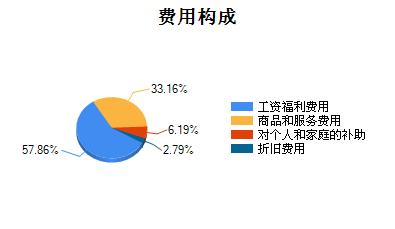 费用构成
33.16%
6.19%
2.79%
57.86%
工资福利费用
商品和服务费用
对个人和家庭的补助
折旧费用